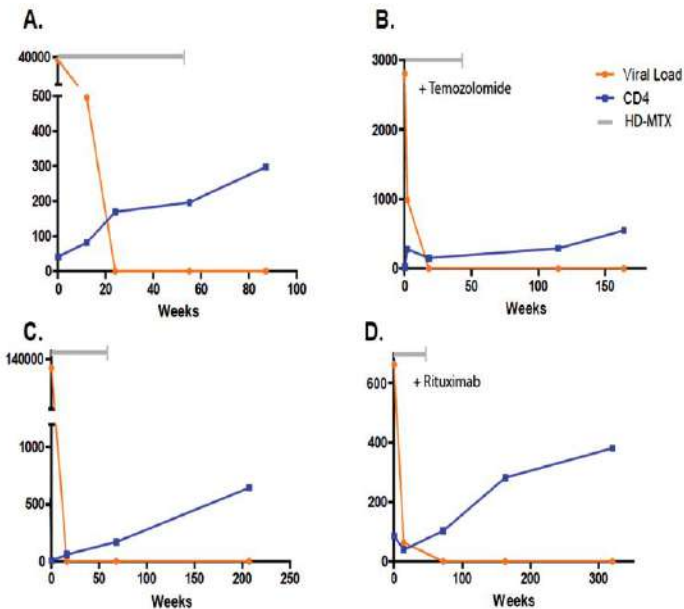 A.
40000
500
400
300
200
100
0
0 20 40 60 80 100
Weeks
B.
3000
2000
1000
0
0 50 100 150
Weeks
+ Temozolomide
Viral Load
CD4
HD-MTX
C.
140000
1000
500
0
0 50 100 150 200 250
Weeks
D.
600
400
200
0
0 100 200 300
Weeks
+ Rituximab